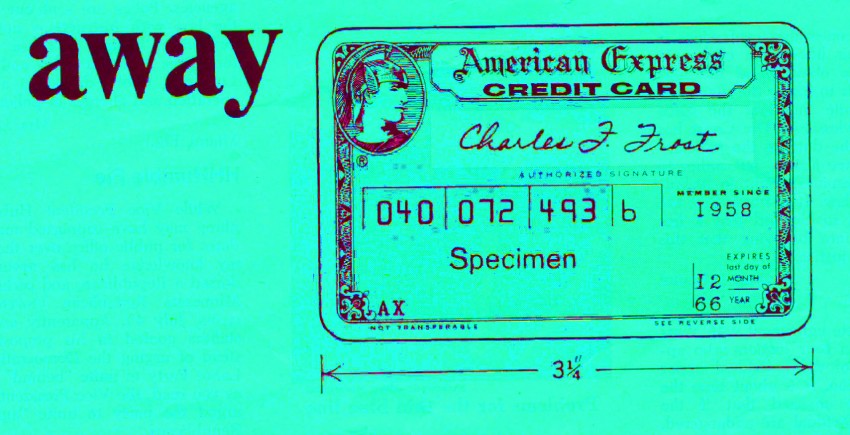 away
American Express
CREDIT CARD
Charles F. Frost
®
AUTHORIZED SIGNATURE
040 072 493 6
MEMBER SINCE
1958
Specimen
EXPIRES
last day of
12 MONTH
66 YEAR
AX
NOT TRANSFERABLE
SEE REVERSE SIDE
3¼"